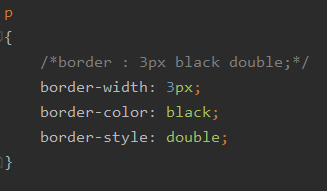 p
{
/*border : 3px black double;*/
border-width: 3px;
border-color: black;
border-style: double;
}